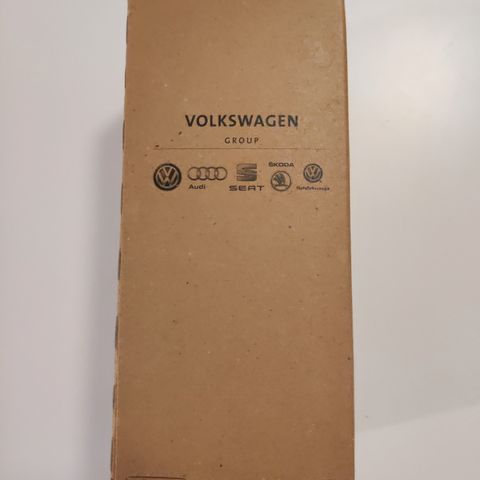 VOLKSWAGEN
GROUP
Audi
SEAT
ŠKODA